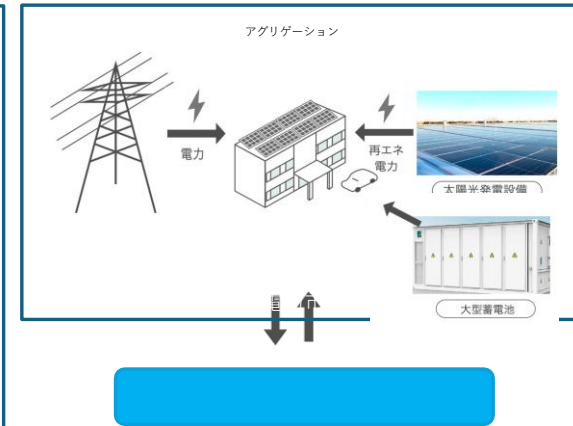 アグリゲーション
電力
再エネ
電力
太陽光発電設備
大型蓄電池